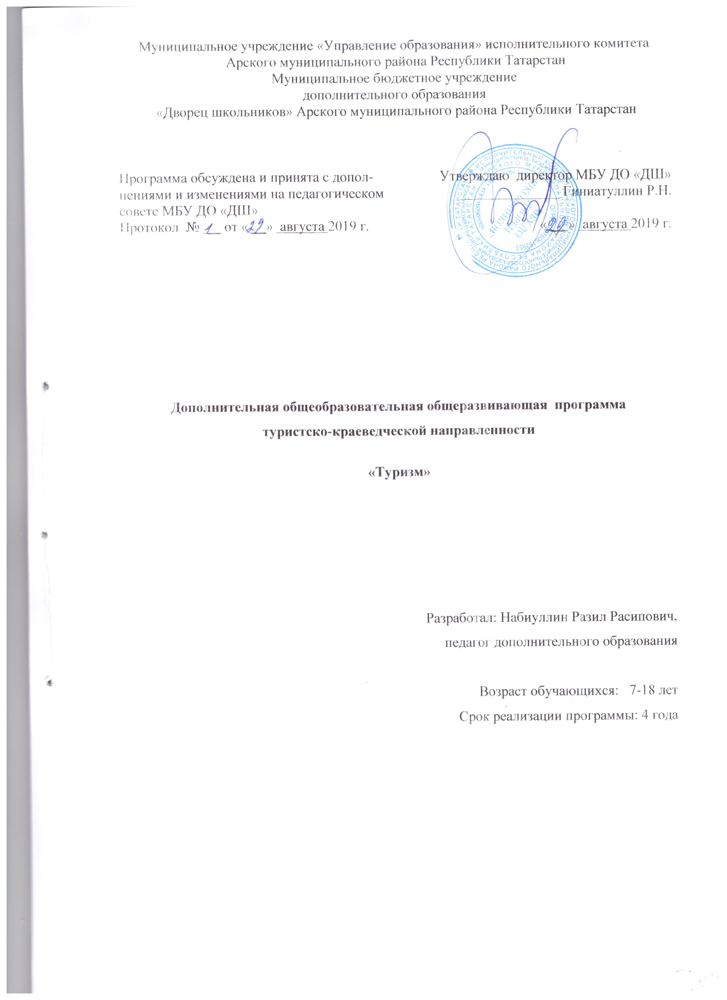 Муниципальное учреждение «Управление образования» исполнительного комитета
Арского муниципального района Республики Татарстан
Муниципальное бюджетное учреждение
дополнительного образования
«Дворец школьников» Арского муниципального района Республики Татарстан
Программа обсуждена и принята с допол-
нениями и изменениями на педагогическом
совете МБУ ДО «ДШ»
Протокол № 1 от «29» августа 2019 г.
Утверждаю директор МБУ ДО «ДШ»
Гиниатуллин Р.Н.
«29» августа 2019 г.
МБУ ДО
"ДВОРЕЦ
ШКОЛЬНИКОВ"
Дополнительная общеобразовательная общеразвивающая программа
туристско-краеведческой направленности
«Туризм»
Разработал: Набиуллин Разил Расипович,
педагог дополнительного образования
Возраст обучающихся: 7-18 лет
Срок реализации программы: 4 года